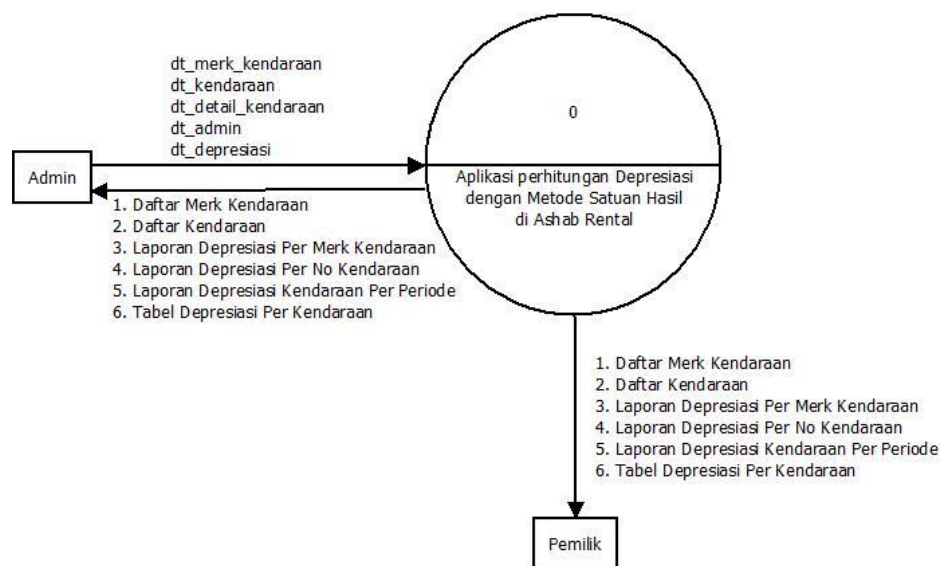 dt_merk_kendaraan
dt_kendaraan
dt_detail_kendaraan
dt_admin
dt_depresiasi
Admin
0
Aplikasi perhitungan Depresiasi
dengan Metode Satuan Hasil
di Ashab Rental
1. Daftar Merk Kendaraan
2. Daftar Kendaraan
3. Laporan Depresiasi Per Merk Kendaraan
4. Laporan Depresiasi Per No Kendaraan
5. Laporan Depresiasi Kendaraan Per Periode
6. Tabel Depresiasi Per Kendaraan
1. Daftar Merk Kendaraan
2. Daftar Kendaraan
3. Laporan Depresiasi Per Merk Kendaraan
4. Laporan Depresiasi Per No Kendaraan
5. Laporan Depresiasi Kendaraan Per Periode
6. Tabel Depresiasi Per Kendaraan
Pemilik